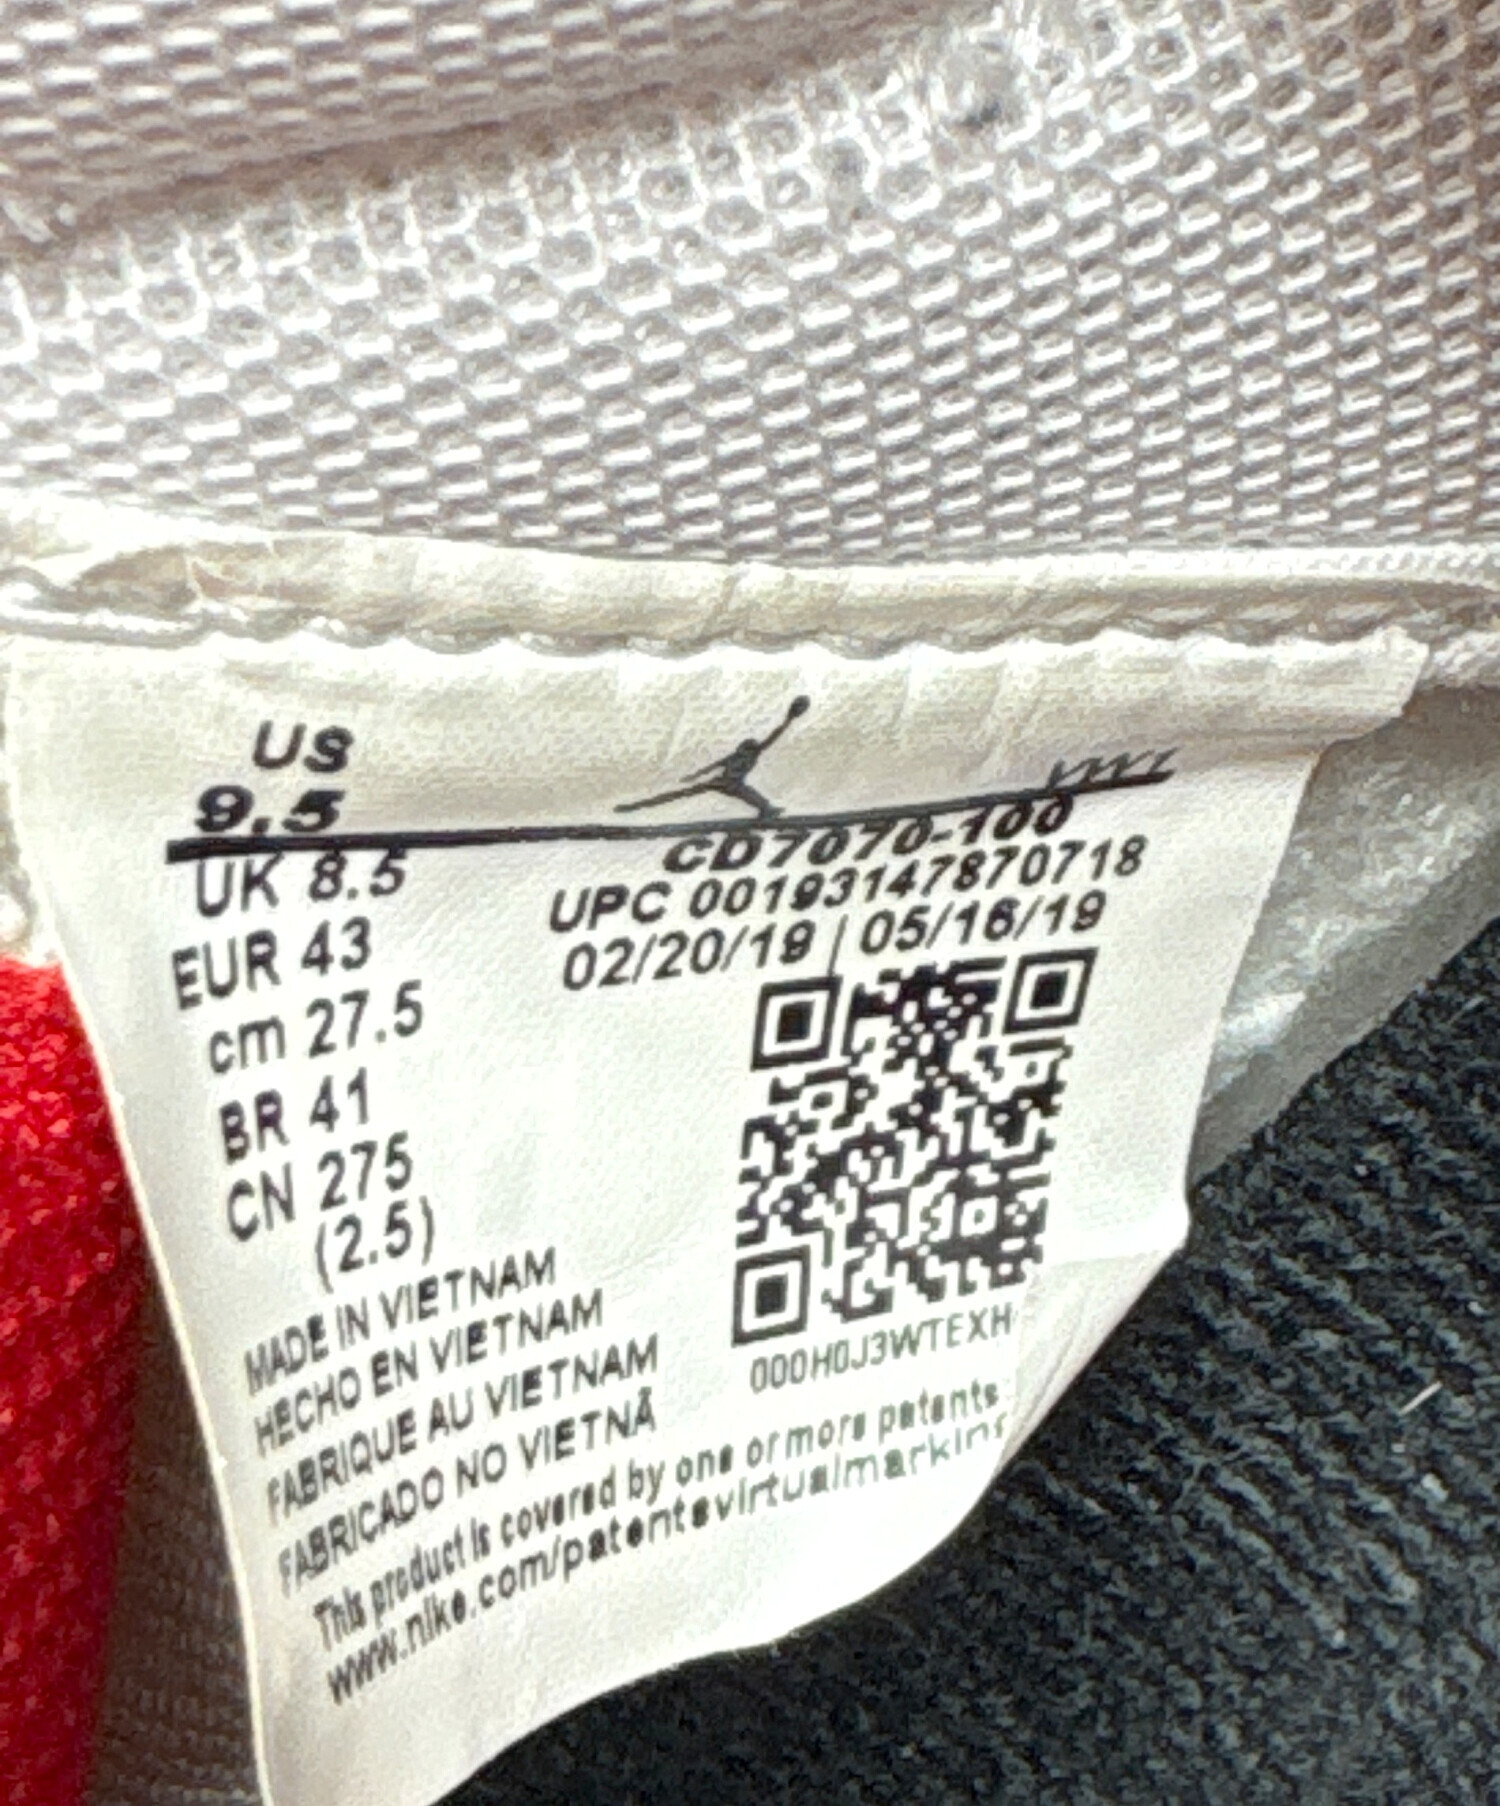 US
9.5
UK 8.5
EUR 43
cm 27.5
BR 41
CN 275
(2.5)
CD7070-100
UPC 00193147870718
02/20/19 | 05/16/19
000H0J3WTEXH
MADE IN VIETNAM
HECHO EN VIETNAM
FABRIQUE AU VIETNAM
FABRICADO NO VIETNÃ
This product is covered by one or more patents
www.nike.com/patentsvirtualmarking